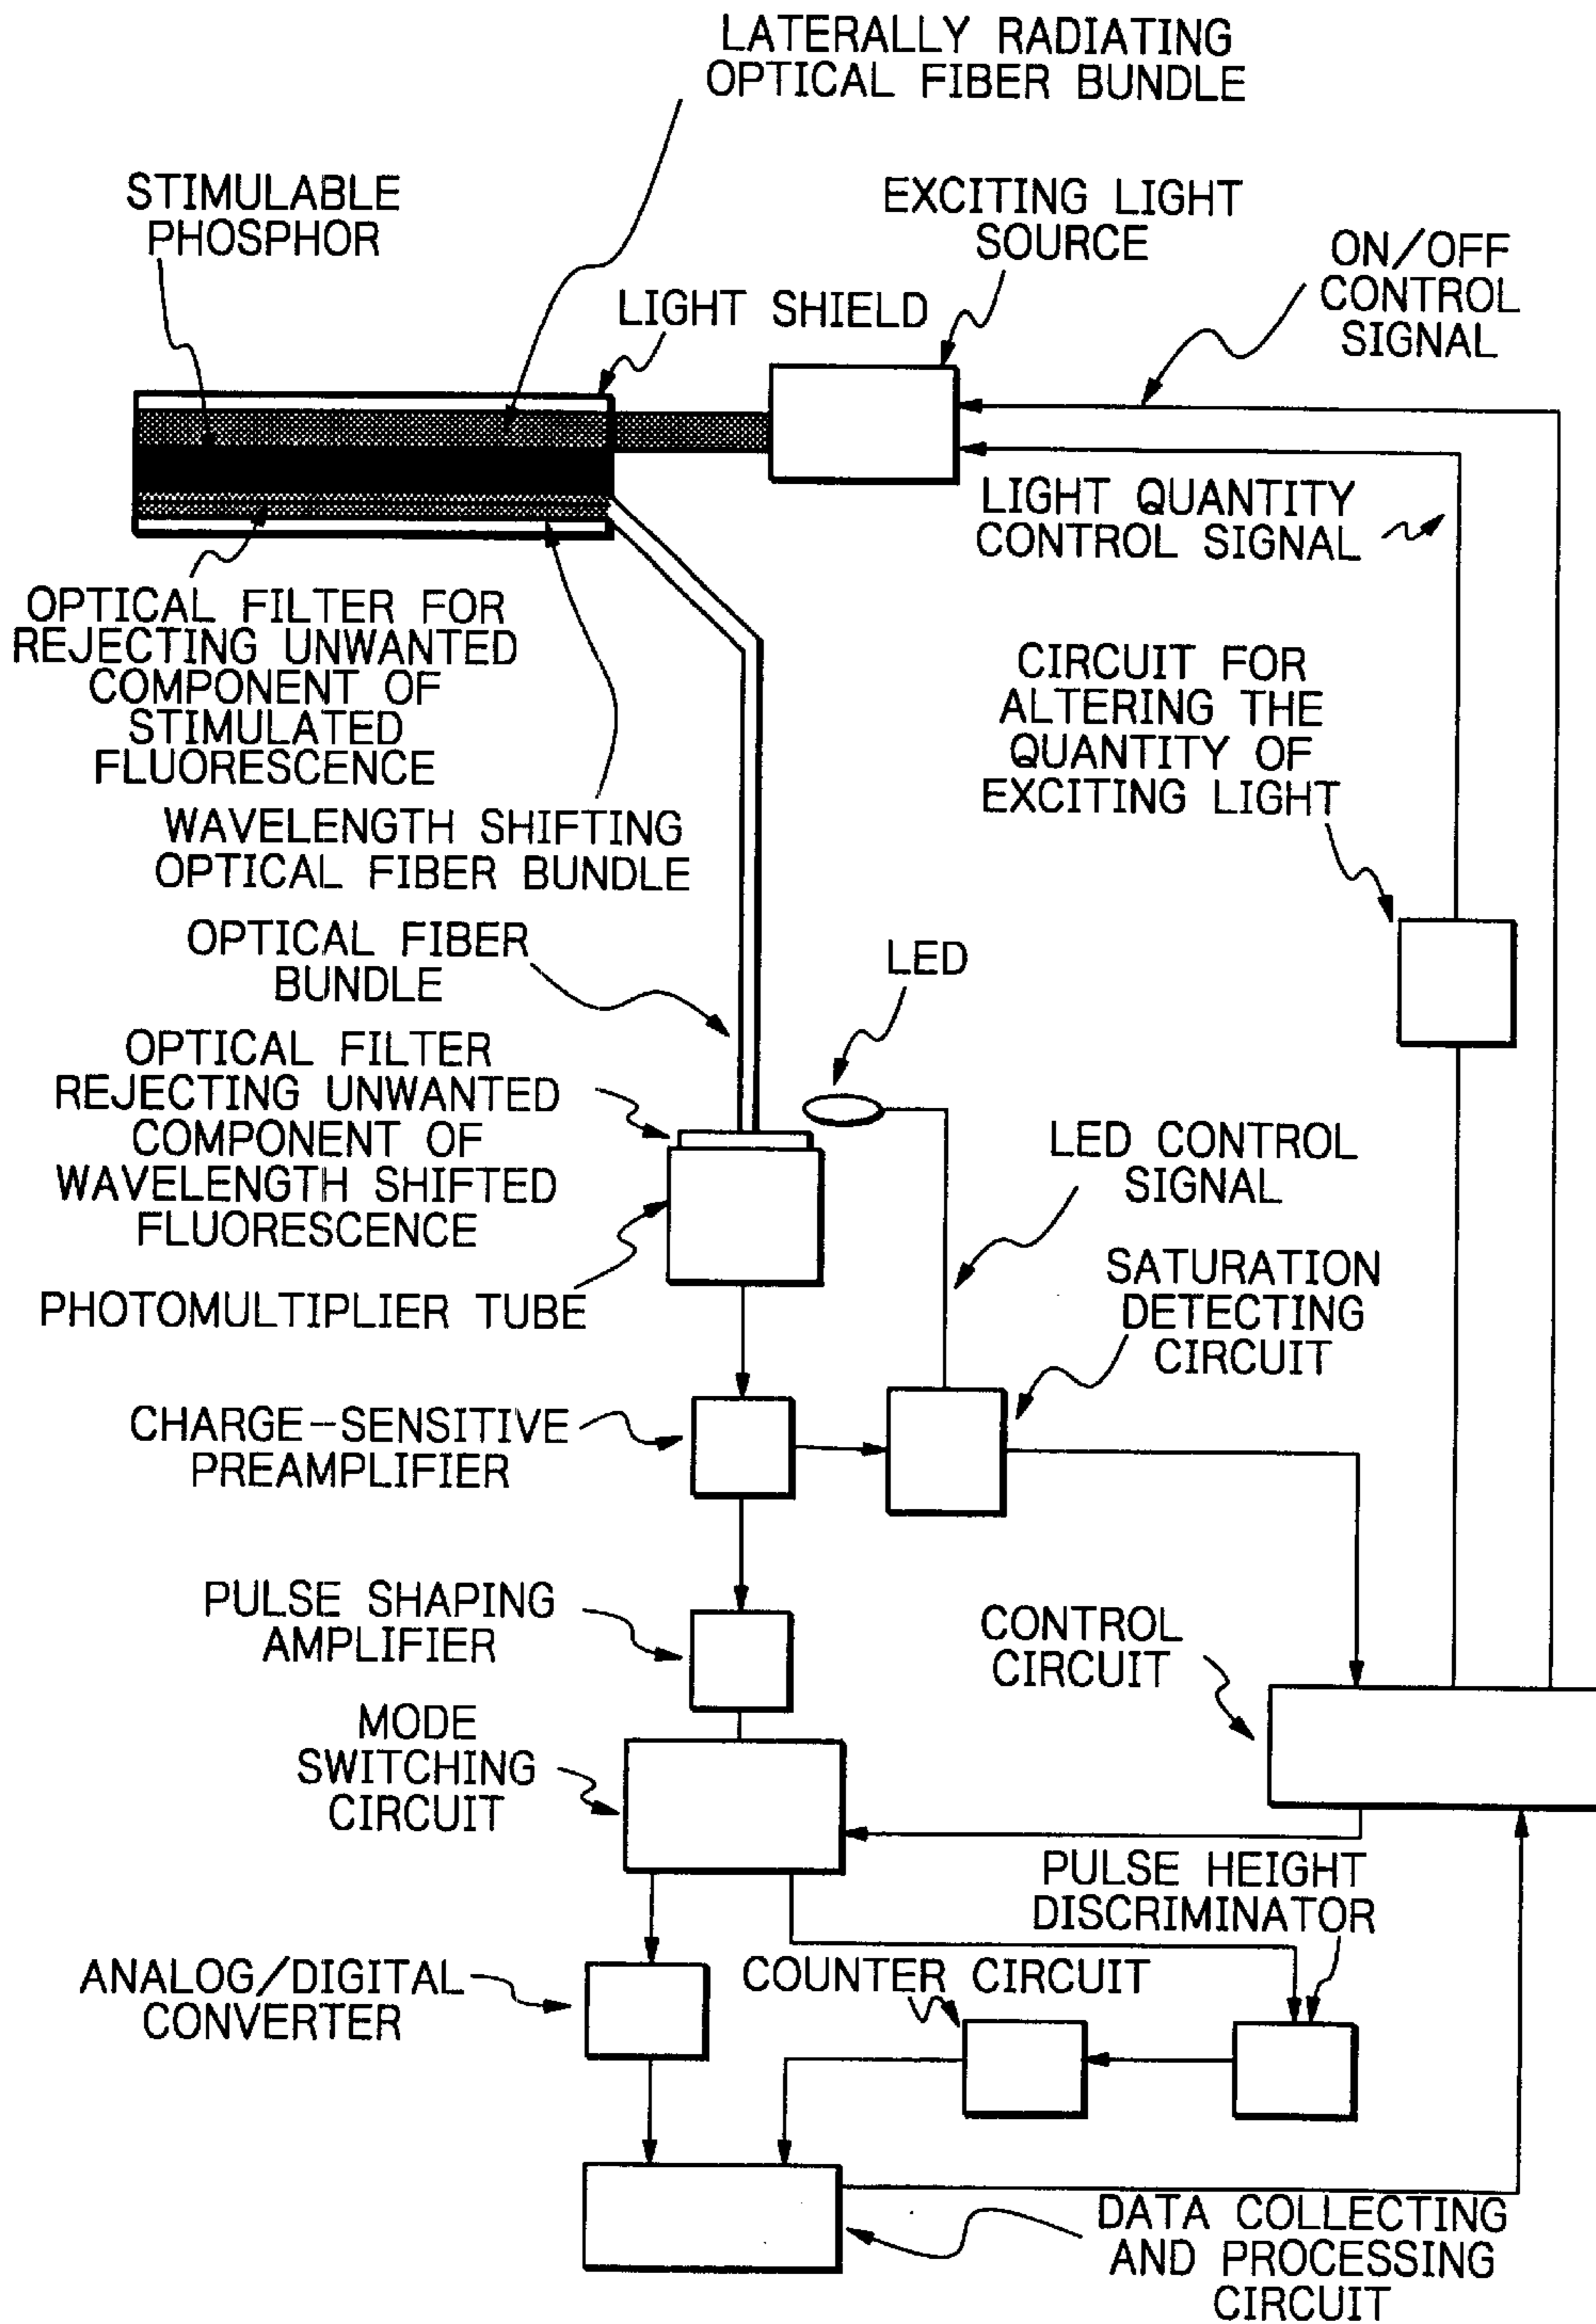 LATERALLY RADIATING
OPTICAL FIBER BUNDLE
STIMULABLE
PHOSPHOR
EXCITING LIGHT
SOURCE
ON/OFF
CONTROL
SIGNAL
LIGHT SHIELD
LIGHT QUANTITY
CONTROL SIGNAL
OPTICAL FILTER FOR
REJECTING UNWANTED
COMPONENT OF
STIMULATED
FLUORESCENCE
CIRCUIT FOR
ALTERING THE
QUANTITY OF
EXCITING LIGHT
WAVELENGTH SHIFTING
OPTICAL FIBER BUNDLE
OPTICAL FIBER
BUNDLE
LED
OPTICAL FILTER
REJECTING UNWANTED
COMPONENT OF
WAVELENGTH SHIFTED
FLUORESCENCE
LED CONTROL
SIGNAL
SATURATION
DETECTING
CIRCUIT
PHOTOMULTIPLIER TUBE
CHARGE-SENSITIVE
PREAMPLIFIER
PULSE SHAPING
AMPLIFIER
CONTROL
CIRCUIT
MODE
SWITCHING
CIRCUIT
PULSE HEIGHT
DISCRIMINATOR
ANALOG/DIGITAL
CONVERTER
COUNTER CIRCUIT
DATA COLLECTING
AND PROCESSING
CIRCUIT